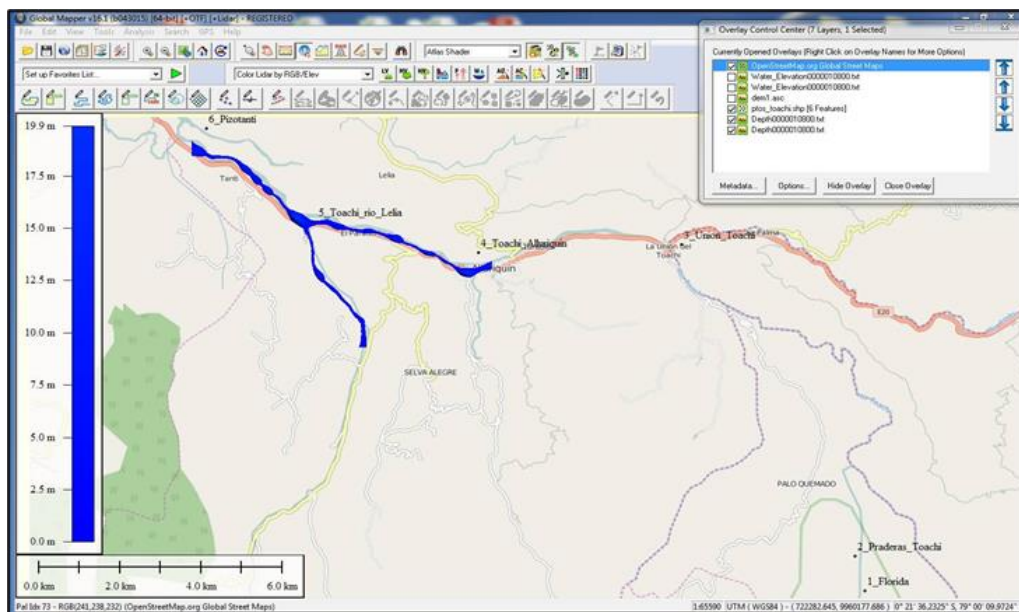 Global Mapper v16.1 (b043015) [64-bit] [+OTF] [+Lidar] - REGISTERED
File Edit View Tools Analysis Search GPS Help
Atlas Shader
Set up Favorites List...
Color Lidar by RGB/Elev
Overlay Control Center (7 Layers, 1 Selected)
Currently Opened Overlays (Right Click on Overlay Names for More Options)
OpenStreetMap.org Global Street Maps
Water_Elevation0000010800.txt
Water_Elevation0000010800.txt
dem1.asc
ptos_toachi.shp [6 Features]
Depth0000010800.txt
Depth0000010800.txt
Metadata... Options... Hide Overlay Close Overlay
19.9 m
17.5 m
15.0 m
12.5 m
10.0 m
7.5 m
5.0 m
2.5 m
0.0 m
6_Pizotanti
Tanti
Lelia
5_Toachi_rio_Lelia
4_Toachi_Alluriquin
3_Union_Toachi
La Union del
Toachi
Palma
E20
SELVA ALEGRE
PALO QUEMADO
2_Praderas_Toachi
1_Florida
0.0 km 2.0 km 4.0 km 6.0 km
Pal Idx 73 - RGB(241,238,232) (OpenStreetMap.org Global Street Maps)
1:65590 UTM (WGS84) - ( 722282.645, 9960177.686 ) 0° 21' 36.2325" S, 79° 00' 09.9724"